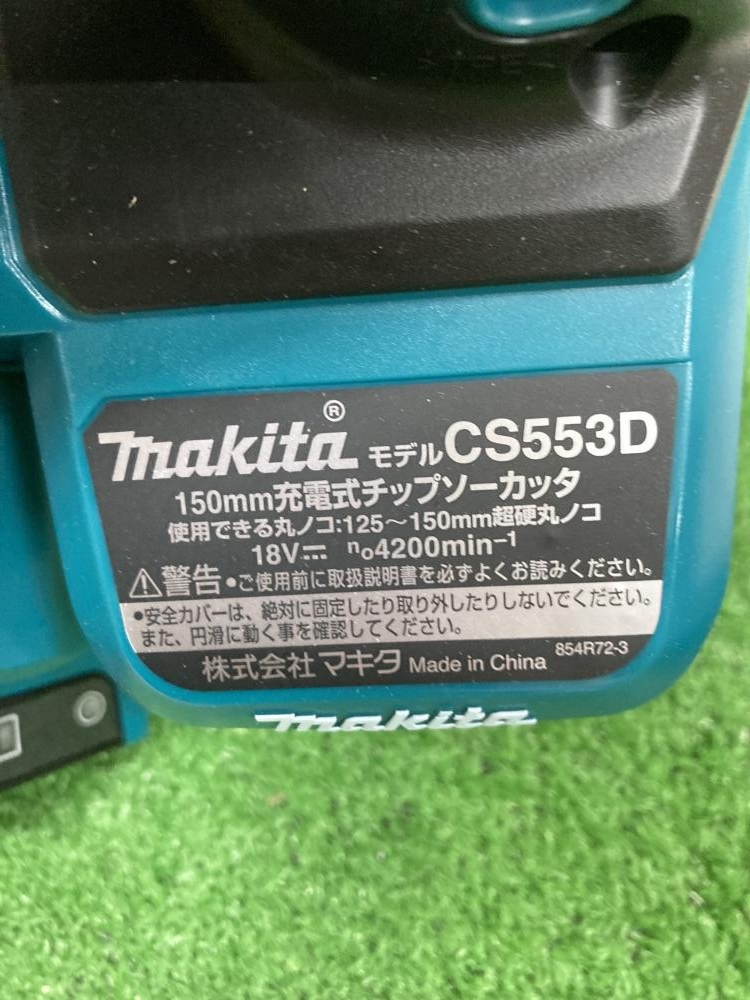 makita® モデルCS553D
150mm充電式チップソーカッタ
使用できる丸ノコ:125～150mm超硬丸ノコ
18V⎓ n₀4200min⁻¹
⚠警告 •ご使用前に取扱説明書を必ずよくお読みください。
•安全カバーは、絶対に固定したり取り外したりしないでください。
また、円滑に動く事を確認してください。
854R72-3
株式会社マキタ Made in China
makita